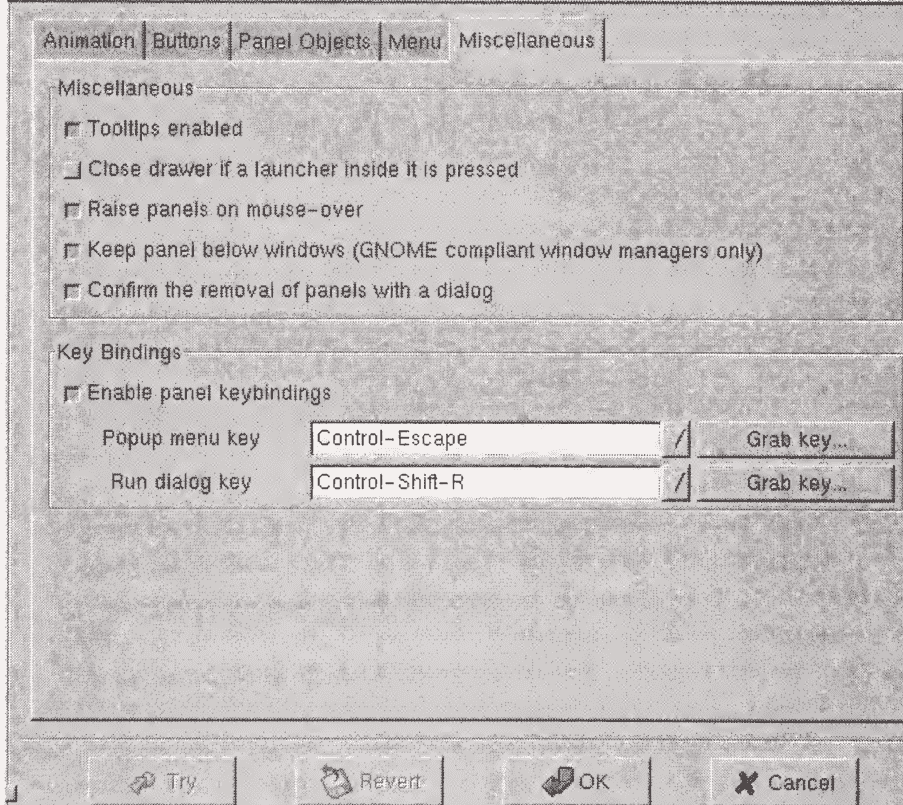 Animation Buttons Panel Objects Menu Miscellaneous
Miscellaneous
Tooltips enabled
Close drawer if a launcher inside it is pressed
Raise panels on mouse-over
Keep panel below windows (GNOME compliant window managers only)
Confirm the removal of panels with a dialog
Key Bindings
Enable panel keybindings
Popup menu key Control-Escape Grab key...
Run dialog key Control-Shift-R Grab key...
Try Revert OK Cancel